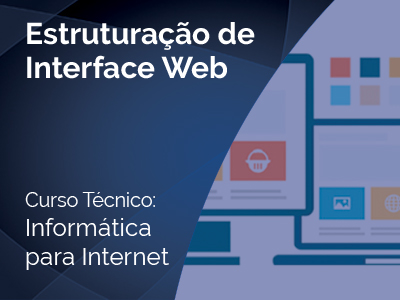 Estruturação de
Interface Web
Curso Técnico:
Informática
para Internet